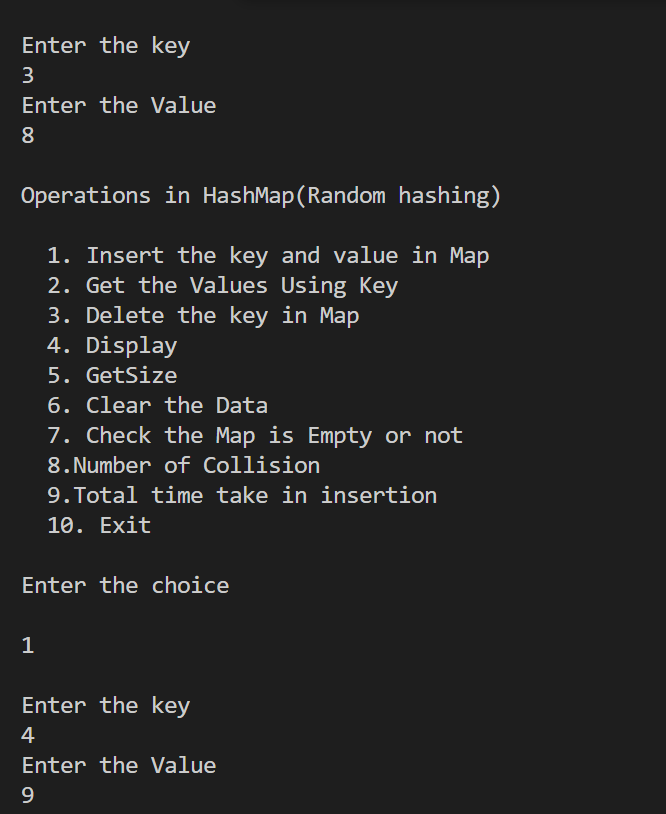 Enter the key
3
Enter the Value
8
Operations in HashMap(Random hashing)
1. Insert the key and value in Map
2. Get the Values Using Key
3. Delete the key in Map
4. Display
5. GetSize
6. Clear the Data
7. Check the Map is Empty or not
8.Number of Collision
9.Total time take in insertion
10. Exit
Enter the choice
1
Enter the key
4
Enter the Value
9